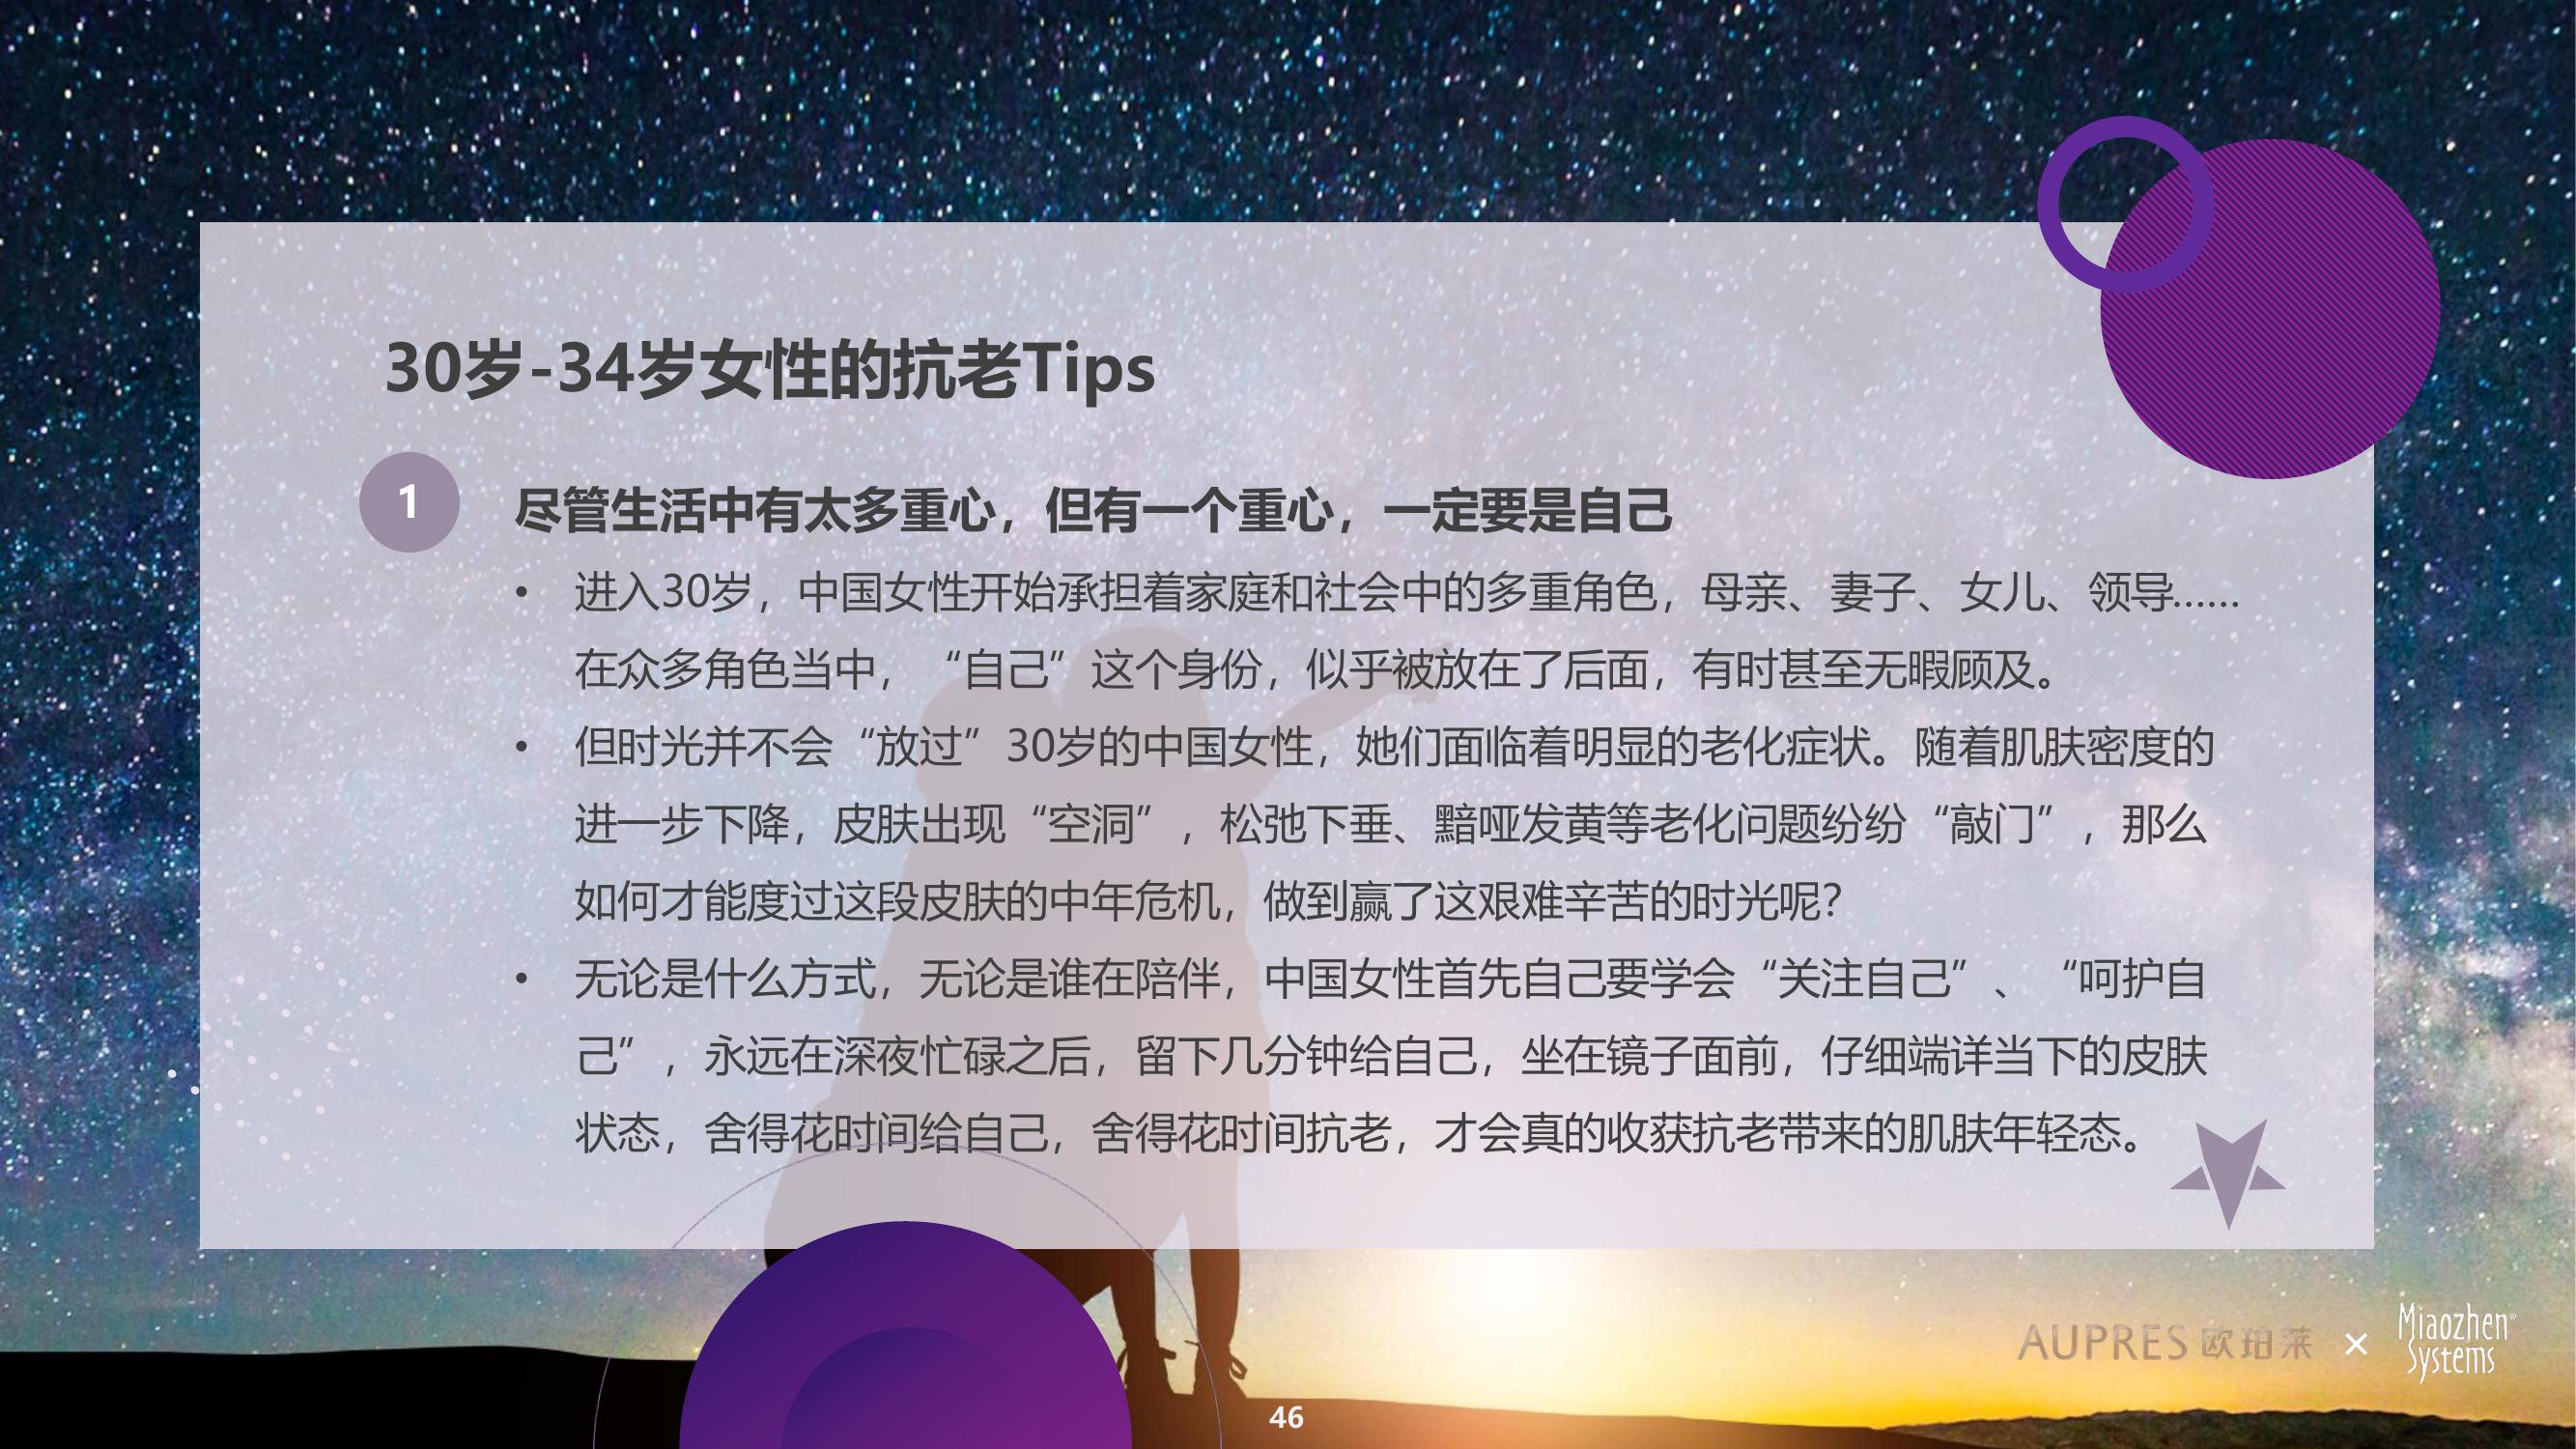 30岁-34岁女性的抗老Tips
1
尽管生活中有太多重心，但有一个重心，一定要是自己
• 进入30岁，中国女性开始承担着家庭和社会中的多重角色，母亲、妻子、女儿、领导……
在众多角色当中，“自己”这个身份，似乎被放在了后面，有时甚至无暇顾及。
• 但时光并不会“放过”30岁的中国女性，她们面临着明显的老化症状。随着肌肤密度的
进一步下降，皮肤出现“空洞”，松弛下垂、黯哑发黄等老化问题纷纷“敲门”，那么
如何才能度过这段皮肤的中年危机，做到赢了这艰难辛苦的时光呢？
• 无论是什么方式，无论是谁在陪伴，中国女性首先自己要学会“关注自己”、“呵护自
己”，永远在深夜忙碌之后，留下几分钟给自己，坐在镜子面前，仔细端详当下的皮肤
状态，舍得花时间给自己，舍得花时间抗老，才会真的收获抗老带来的肌肤年轻态。
AUPRES 欧珀莱 × Miaozhen®
Systems
46